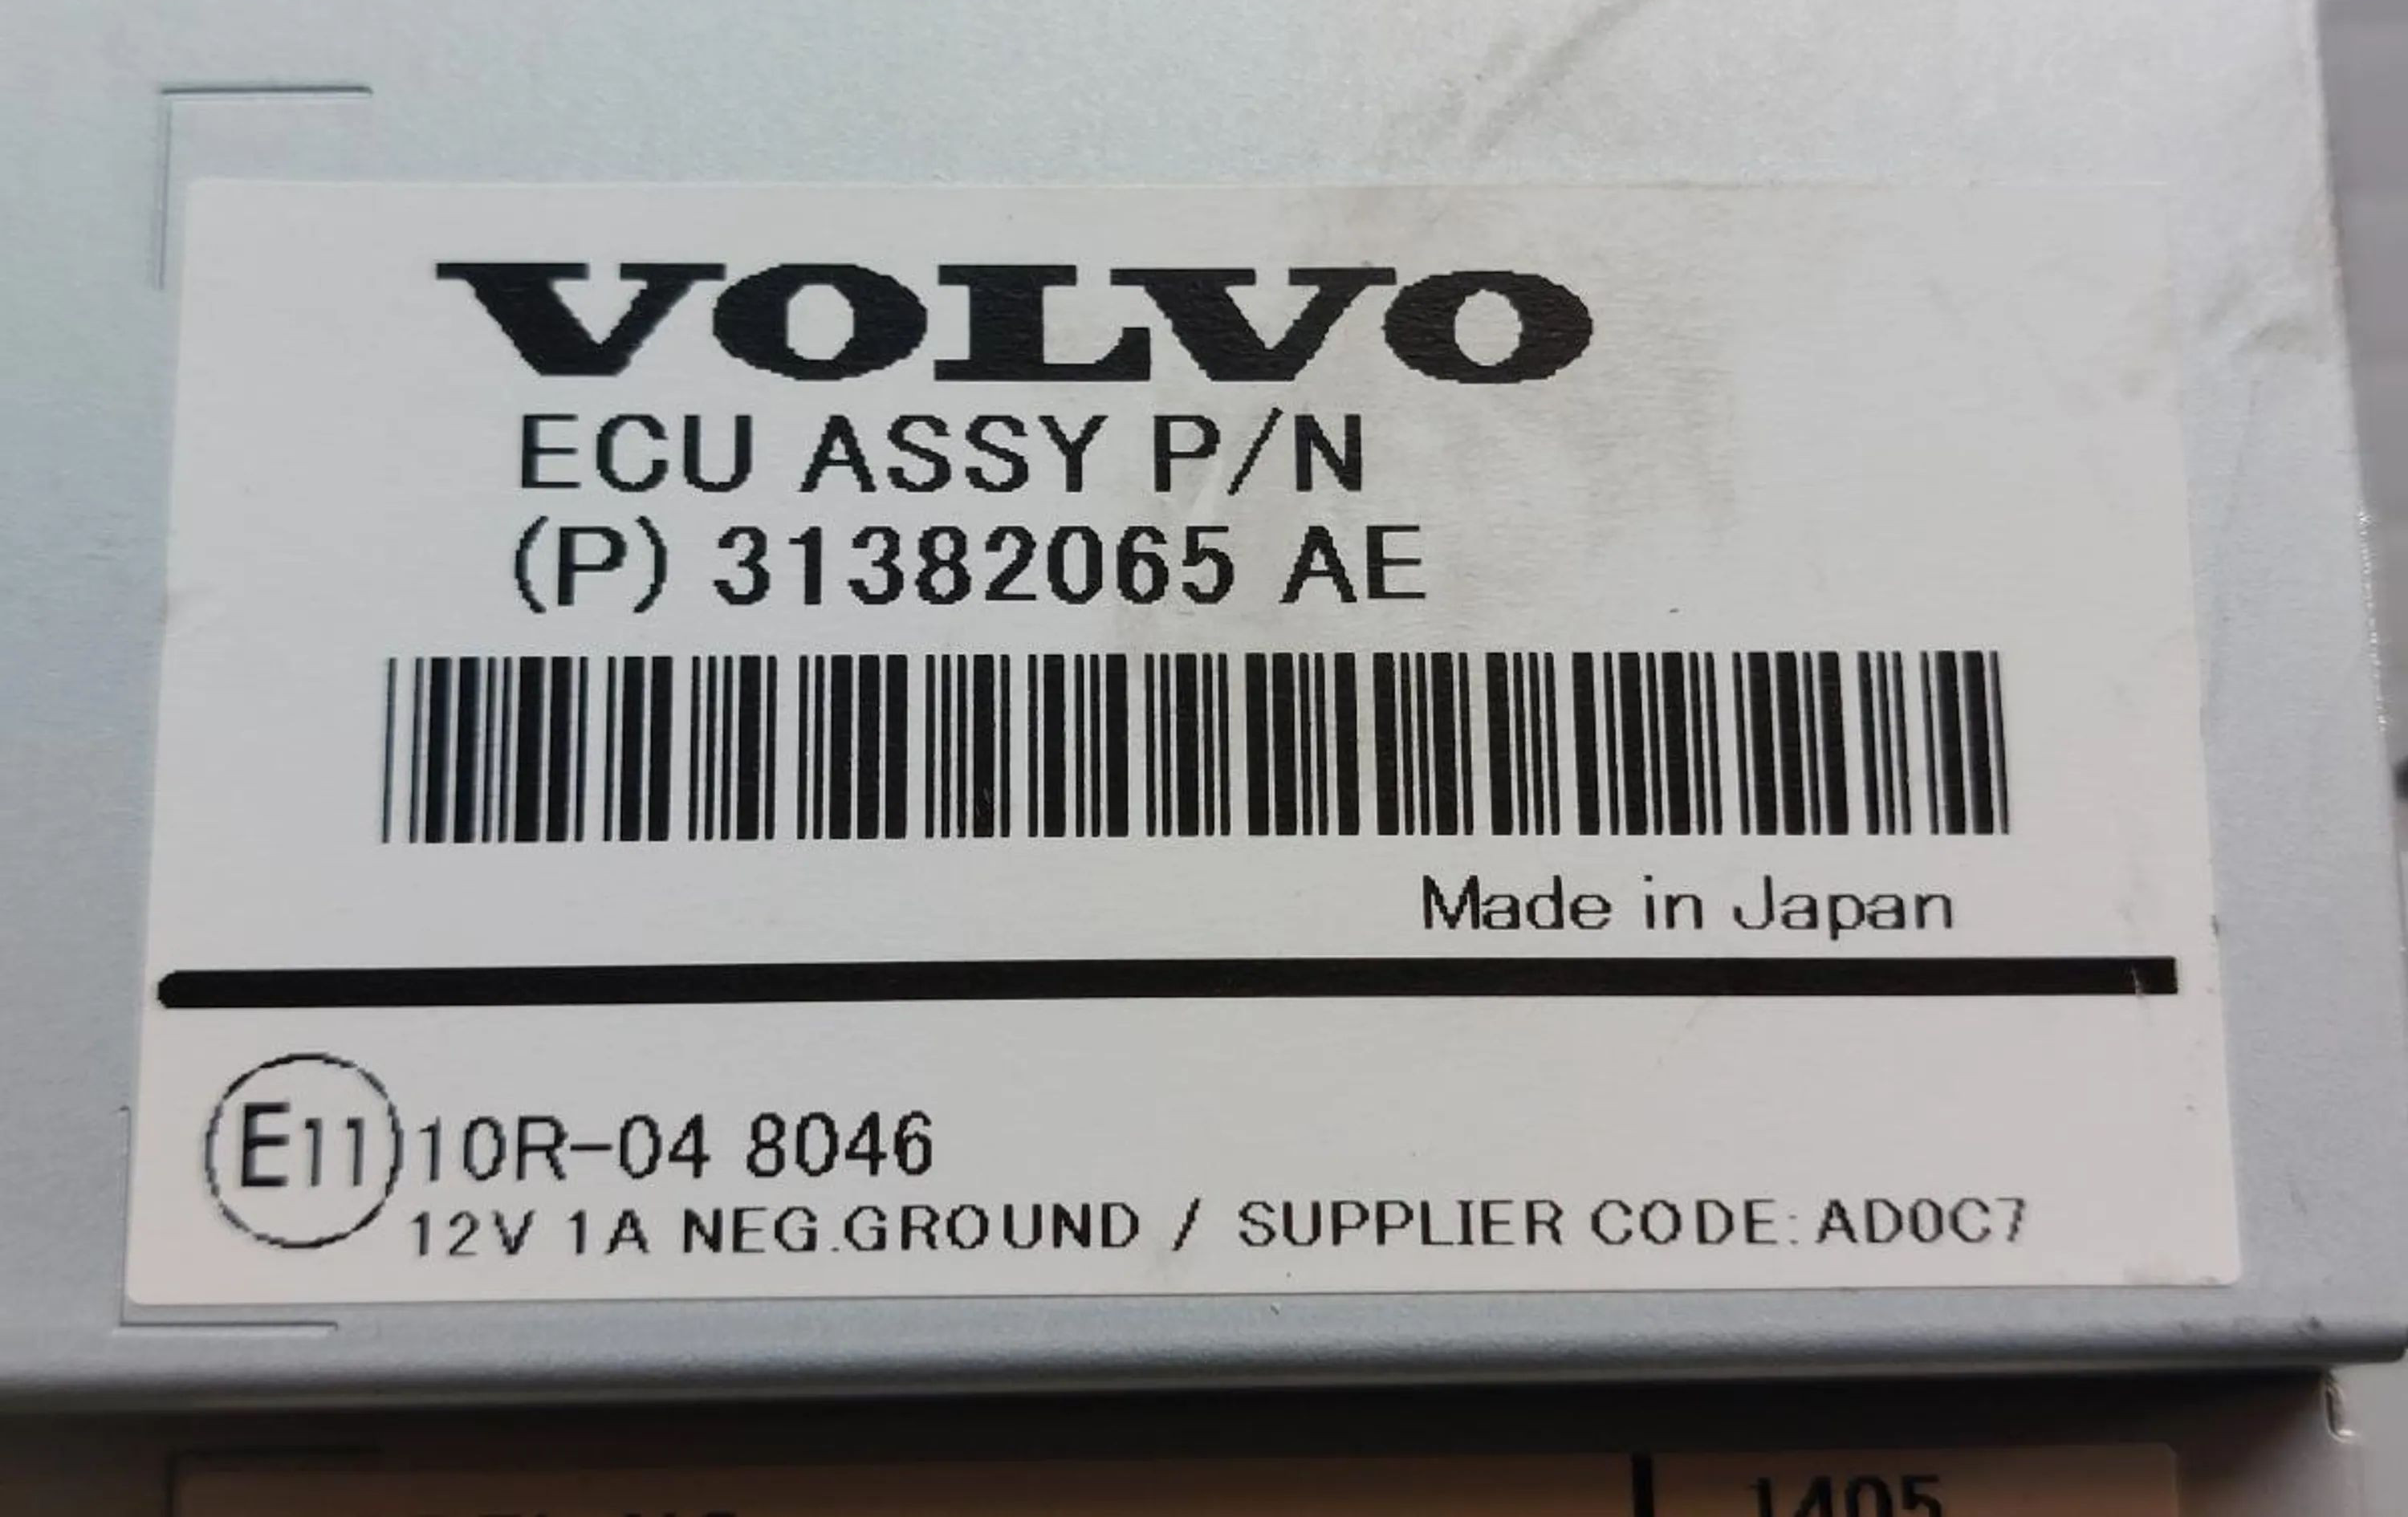 VOLVO
ECU ASSY P/N
(P) 31382065 AE
Made in Japan
E11 10R-04 8046
12V 1A NEG.GROUND / SUPPLIER CODE: AD0C7
1405